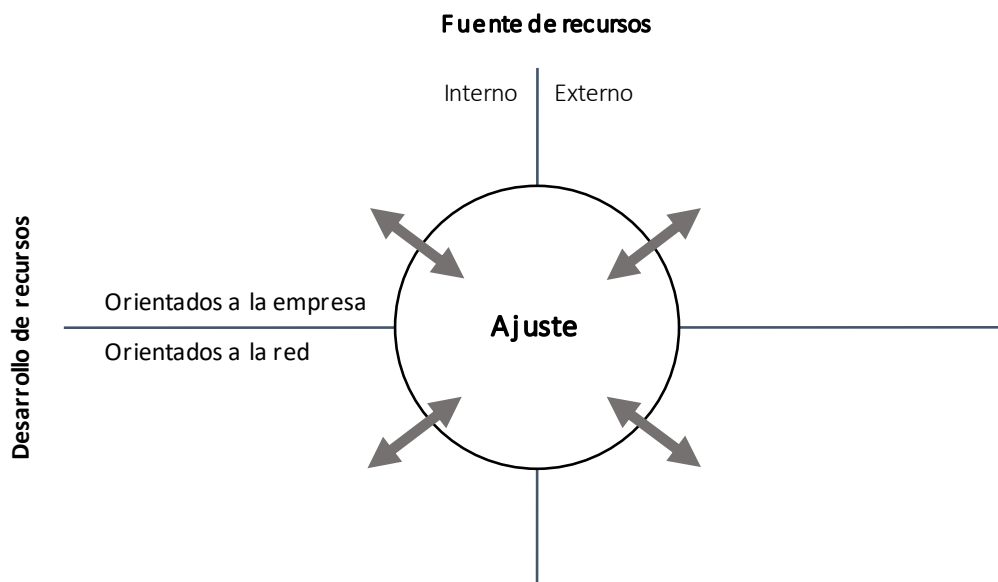 Fuente de recursos
Interno
Externo
Desarrollo de recursos
Orientados a la empresa
Ajuste
Orientados a la red